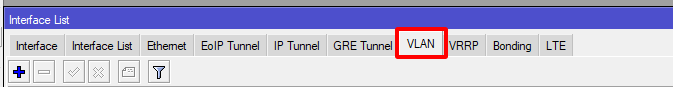 Interface List
Interface Interface List Ethernet EoIP Tunnel IP Tunnel GRE Tunnel VLAN VRRP Bonding LTE